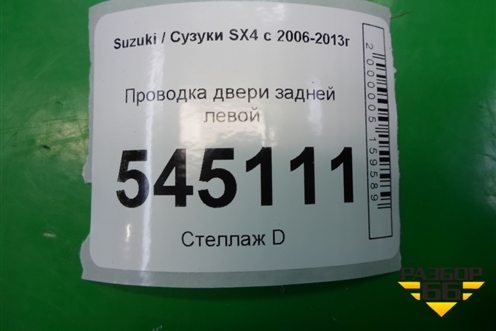 Suzuki / Сузуки SX4 с 2006-2013г
Проводка двери задней
левой
545111
Стеллаж D
2000005159589
РАЗБОР
66